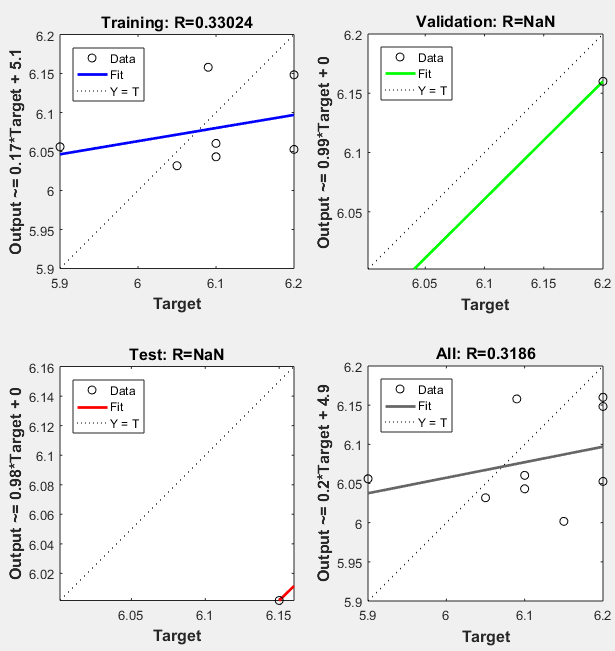 Training: R=0.33024
Output ~= 0.17*Target + 5.1
6.2
6.15
6.1
6.05
6
5.95
5.9
Data
Fit
Y = T
5.9
6
6.1
6.2
Target
Validation: R=NaN
Output ~= 0.99*Target + 0
6.2
6.15
6.1
6.05
Data
Fit
Y = T
6.05
6.1
6.15
6.2
Target
Test: R=NaN
Output ~= 0.98*Target + 0
6.16
6.14
6.12
6.1
6.08
6.06
6.04
6.02
Data
Fit
Y = T
6.05
6.1
6.15
Target
All: R=0.3186
Output ~= 0.2*Target + 4.9
6.2
6.15
6.1
6.05
6
5.95
5.9
Data
Fit
Y = T
5.9
6
6.1
6.2
Target